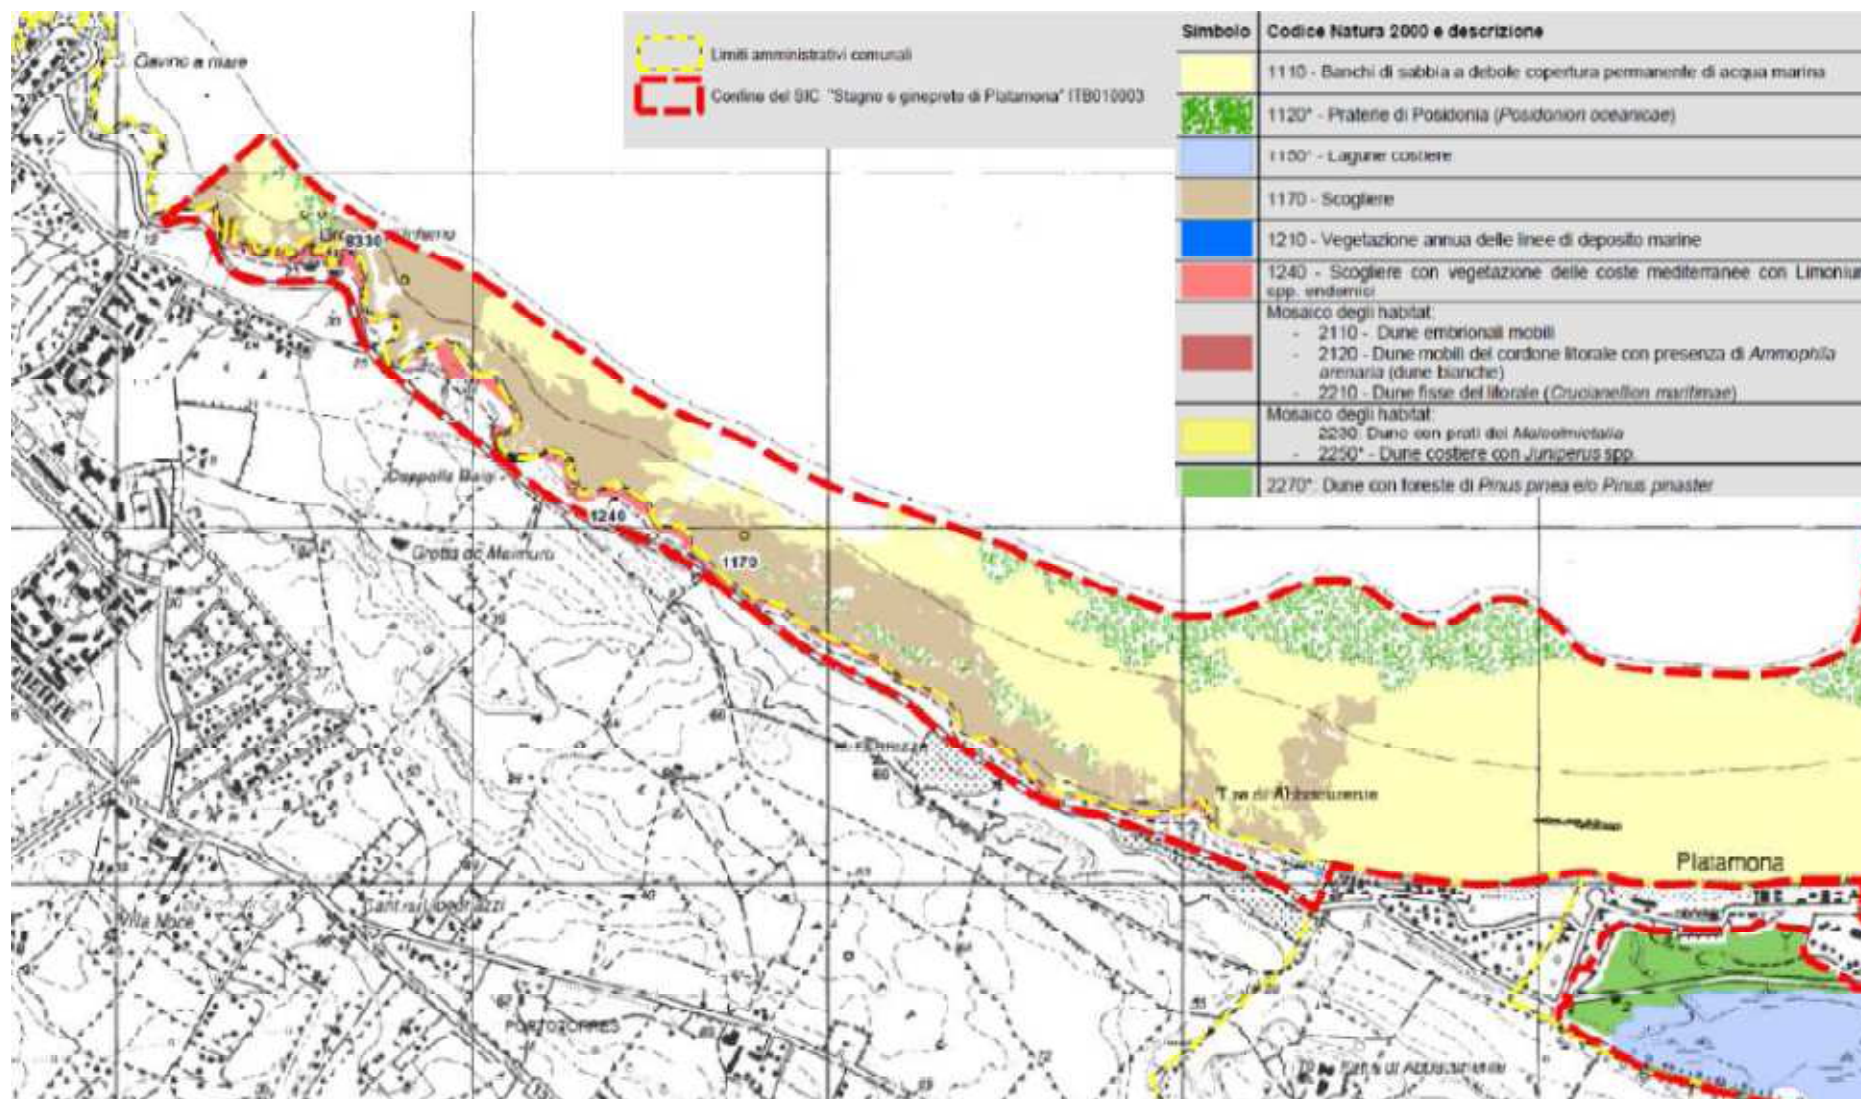 Limiti amministrativi comunali
Confine del SIC "Stagno e ginepreto di Platamona" ITB010003
Simbolo Codice Natura 2000 e descrizione
1110 - Banchi di sabbia a debole copertura permanente di acqua marina
1120* - Praterie di Posidonia (Posidonion oceanicae)
1150* - Lagune costiere
1170 - Scogliere
1210 - Vegetazione annua delle linee di deposito marine
1240 - Scogliere con vegetazione delle coste mediterranee con Limonium
spp. endemici
Mosaico degli habitat:
- 2110 - Dune embrionali mobili
- 2120 - Dune mobili del cordone litorale con presenza di Ammophila
arenaria (dune bianche)
- 2210 - Dune fisse del litorale (Crucianellion maritimae)
Mosaico degli habitat:
2230: Dune con prati dei Malcolmietalia
- 2250* - Dune costiere con Juniperus spp.
2270*: Dune con foreste di Pinus pinea e/o Pinus pinaster
Gavino a mare
8330
1240
Grotta de Maimuru
1170
Platamona
Villa Noce
PORTOTORRES